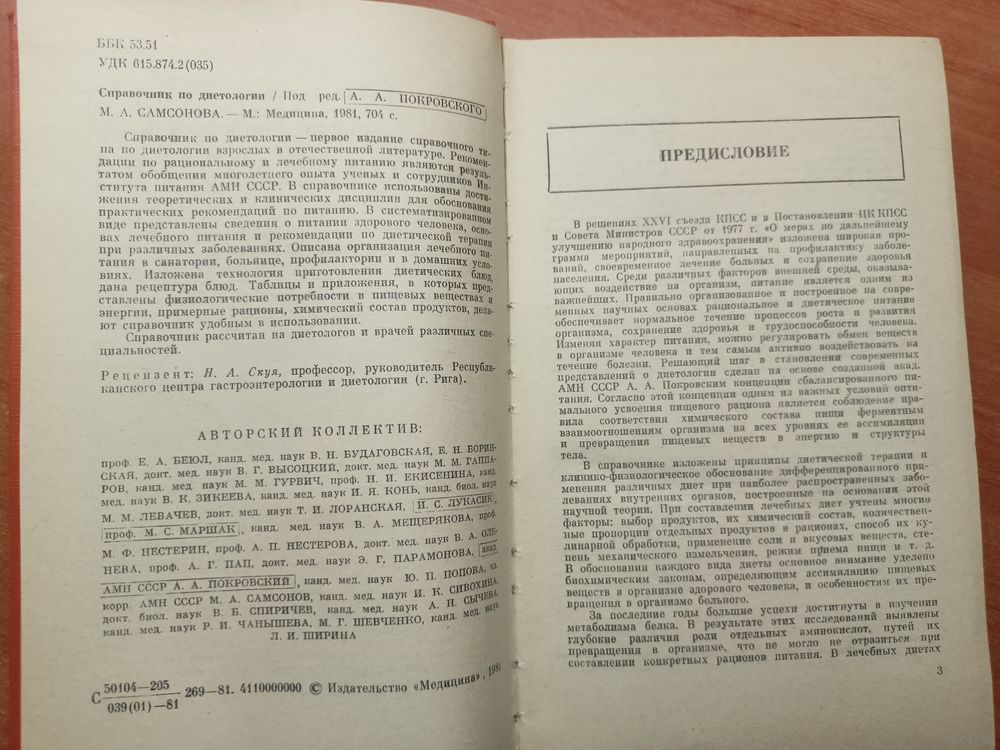 ББК 53.51
УДК 615.874.2(035)
Справочник по диетологии / Под ред. А. А. ПОКРОВСКОГО
М. А. САМСОНОВА. — М.: Медицина, 1981, 704 с.
Справочник по диетологии — первое издание справочного ти-
па по диетологии взрослых в отечественной литературе. Рекомен-
дации по рациональному и лечебному питанию являются резуль-
татом обобщения многолетнего опыта ученых и сотрудников Ин-
ститута питания АМН СССР. В справочнике использованы дости-
жения теоретических и клинических дисциплин для обоснования
практических рекомендаций по питанию. В систематизированном
виде представлены сведения о питании здорового человека, осно-
вах лечебного питания и рекомендации по диетической терапии
при различных заболеваниях. Описана организация лечебного пи-
тания в санатории, больнице, профилактории и в домашних усло-
виях. Изложена технология приготовления диетических блюд,
дана рецептура блюд. Таблицы и приложения, в которых пред-
ставлены физиологические потребности в пищевых веществах и
энергии, примерные рационы, химический состав продуктов, дела-
ют справочник удобным в использовании.
Справочник рассчитан на диетологов и врачей различных спе-
циальностей.
Рецензент: Н. А. Скуя, профессор, руководитель Республи-
канского центра гастроэнтерологии и диетологии (г. Рига).
АВТОРСКИЙ КОЛЛЕКТИВ:
проф. Е. А. БЕЮЛ, канд. мед. наук В. Н. БУДАГОВСКАЯ, Е. Н. БОРИН-
СКАЯ, докт. мед. наук В. Г. ВЫСОЦКИЙ, докт. мед. наук М. М. ГАППА-
РОВ, канд. мед. наук М. М. ГУРВИЧ, проф. Н. И. ЕКИСЕНИНА, канд.
мед. наук В. К. ЗИКЕЕВА, канд. мед. наук И. Я. КОНЬ, канд. биол. наук
М. М. ЛЕВАЧЕВ, докт. мед. наук Т. И. ЛОРАНСКАЯ, И. С. ЛУКАСИК,
проф. М. С. МАРШАК, канд. мед. наук В. А. МЕЩЕРЯКОВА, проф.
М. Ф. НЕСТЕРИН, проф. А. П. НЕСТЕРОВА, докт. мед. наук В. А. ОЛЕ-
НЕВА, проф. А. Г. ПАП, докт. мед. наук Э. Г. ПАРАМОНОВА, акад.
АМН СССР А. А. ПОКРОВСКИЙ, канд. мед. наук Ю. П. ПОПОВА, чл.
корр. АМН СССР М. А. САМСОНОВ, канд. мед. наук И. К. СИВОХИНА,
докт. биол. наук В. Б. СПИРИЧЕВ, канд. мед. наук А. Н. СЫЧЕВА,
канд. мед. наук Р. И. ЧАНЫШЕВА, М. Г. ШЕВЧЕНКО, канд. мед. наук
Л. И. ШИРИНА
С 50104—205
039(01)—81 269—81. 4110000000 © Издательство «Медицина», 1981
ПРЕДИСЛОВИЕ
В решениях XXVI съезда КПСС и в Постановлении ЦК КПСС
и Совета Министров СССР от 1977 г. «О мерах по дальнейшему
улучшению народного здравоохранения» изложена широкая про-
грамма мероприятий, направленных на профилактику заболе-
ваний, своевременное лечение больных и сохранение здоровья
населения. Среди различных факторов внешней среды, оказыва-
ющих воздействие на организм, питание является одним из
важнейших. Правильно организованное и построенное на совре-
менных научных основах рациональное и диетическое питание
обеспечивает нормальное течение процессов роста и развития
организма, сохранение здоровья и трудоспособности человека.
Изменяя характер питания, можно регулировать обмен веществ
в организме человека и тем самым активно воздействовать на
течение болезни. Решающий шаг в становлении современных
представлений о диетологии сделан на основе созданной акад.
АМН СССР А. А. Покровским концепции сбалансированного пи-
тания. Согласно этой концепции одним из важных условий опти-
мального усвоения пищевого рациона является соблюдение пра-
вила соответствия химического состава пищи ферментным
взаимоотношениям организма на всех уровнях ее ассимиляции
и превращения пищевых веществ в энергию и структуры
тела.
В справочнике изложены принципы диетической терапии и
клинико-физиологическое обоснование дифференцированного при-
менения различных диет при наиболее распространенных забо-
леваниях внутренних органов, построенные на основании этой
научной теории. При составлении лечебных диет учтены многие
факторы: выбор продуктов, их химический состав, количествен-
ные пропорции отдельных продуктов в рационах, способ их ку-
линарной обработки, применение соли и вкусовых веществ, сте-
пень механического измельчения, режим приема пищи и т. д.
В обосновании каждого вида диеты основное внимание уделено
биохимическим законам, определяющим ассимиляцию пищевых
веществ в организме здорового человека, и особенностям их пре-
вращения в организме больного.
За последние годы большие успехи достигнуты в изучении
метаболизма белка. В результате этих исследований выявлены
глубокие различия роли отдельных аминокислот, путей их
превращения в организме, что не могло не отразиться при
составлении конкретных рационов питания. В лечебных диетах
3